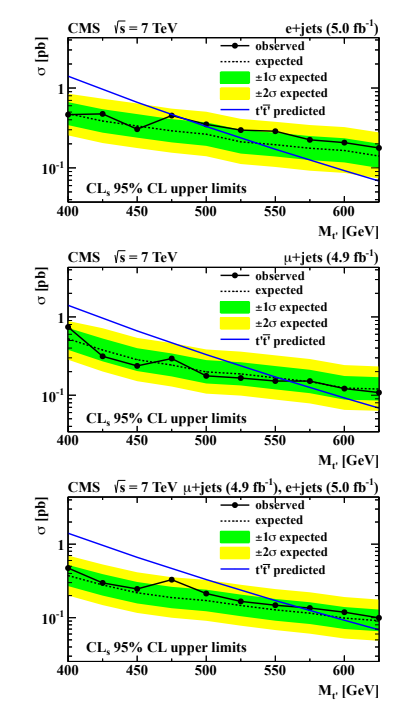 CMS √s = 7 TeV e+jets (5.0 fb⁻¹)
σ [pb]
observed
expected
±1σ expected
±2σ expected
t't̄' predicted
1
10⁻¹
CLₛ 95% CL upper limits
400 450 500 550 600
Mₜ' [GeV]
CMS √s = 7 TeV μ+jets (4.9 fb⁻¹)
σ [pb]
observed
expected
±1σ expected
±2σ expected
t't̄' predicted
1
10⁻¹
CLₛ 95% CL upper limits
400 450 500 550 600
Mₜ' [GeV]
CMS √s = 7 TeV μ+jets (4.9 fb⁻¹), e+jets (5.0 fb⁻¹)
σ [pb]
observed
expected
±1σ expected
±2σ expected
t't̄' predicted
1
10⁻¹
CLₛ 95% CL upper limits
400 450 500 550 600
Mₜ' [GeV]